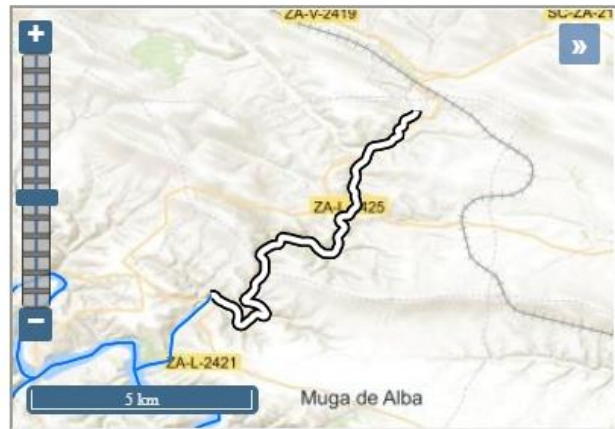 ZA-V-2419
SC-ZA-21
+
»
ZA-L-2425
ZA-L-2421
5 km
Muga de Alba